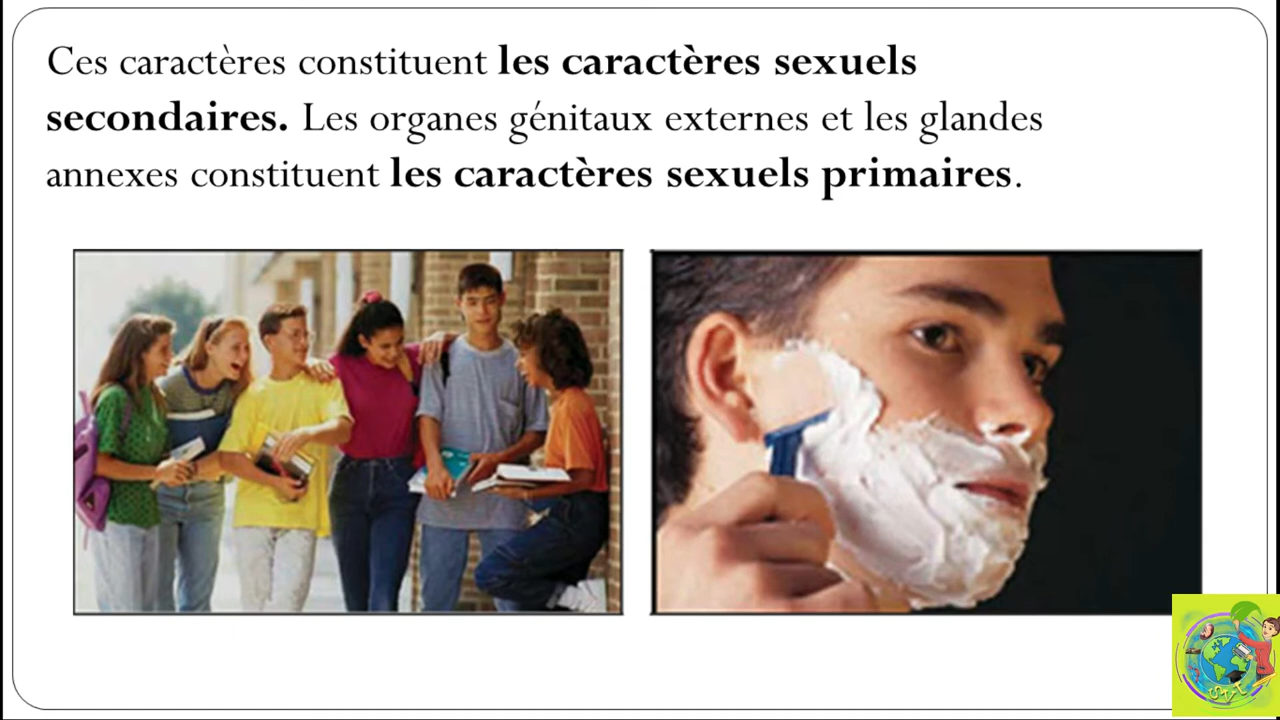 Ces caractères constituent les caractères sexuels
secondaires. Les organes génitaux externes et les glandes
annexes constituent les caractères sexuels primaires.
SVT